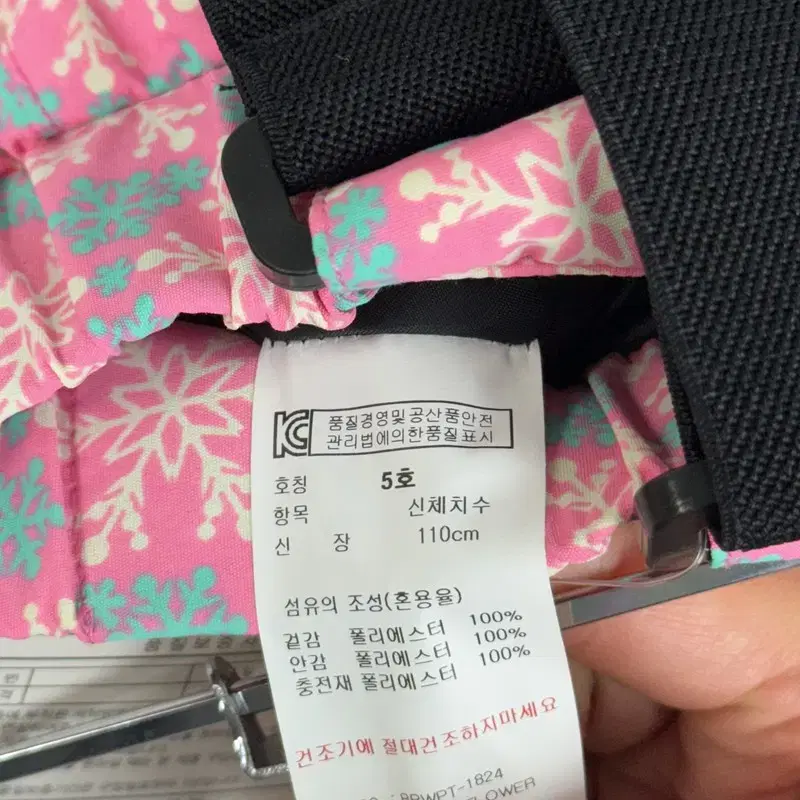 KC 품질경영및공산품안전
관리법에의한품질표시
호칭 5호
항목 신체치수
신 장 110cm
섬유의 조성(혼용율)
겉감 폴리에스터 100%
안감 폴리에스터 100%
충전재 폴리에스터 100%
건조기에 절대건조하지마세요
: BRWPT-1824
LOWER